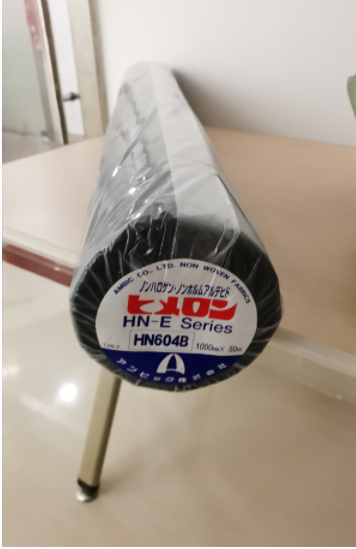 AMBIC CO., LTD. NON WOVEN FABRICS
ノンハロゲン・ノンホルムアルデヒド
ヒメロン
HN-E Series
HN604B 1000mm× 50m
アンビック株式会社